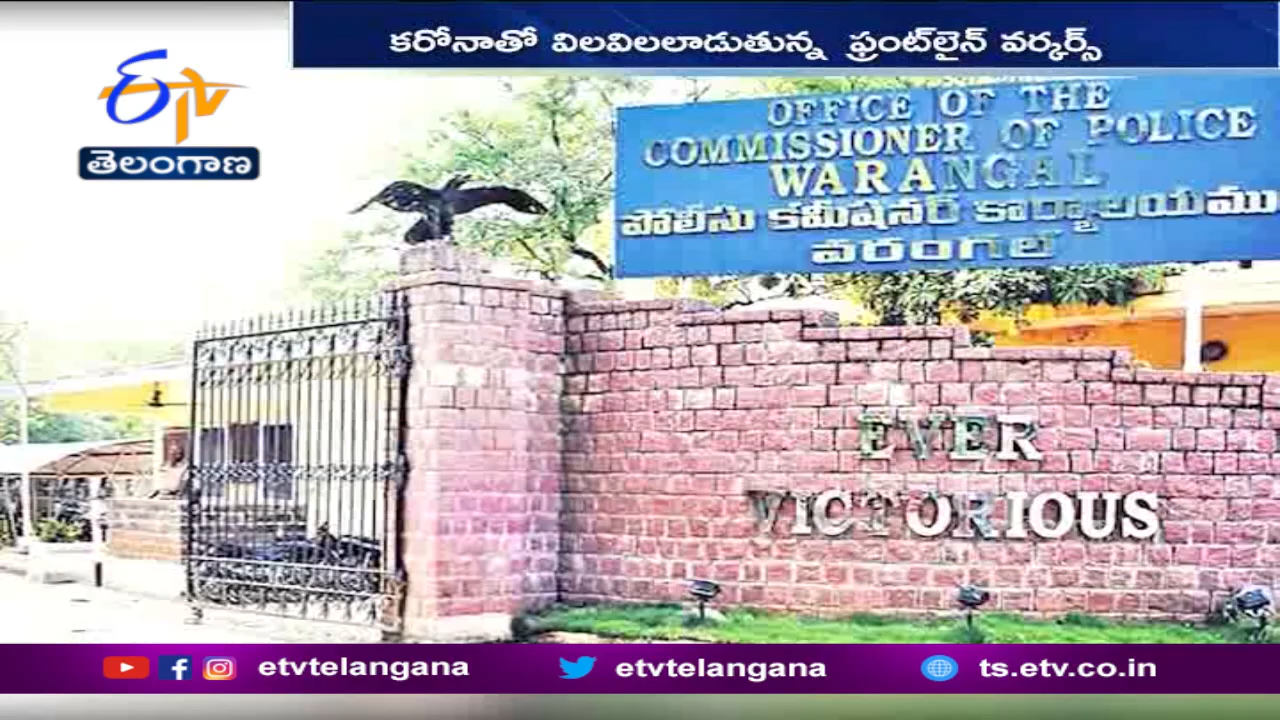 కరోనాతో విలవిలలాడుతున్న ఫ్రంట్‌లైన్ వర్కర్స్
ETV
తెలంగాణ
OFFICE OF THE
COMMISSIONER OF POLICE
WARANGAL
పోలీసు కమీషనర్ కార్యాలయము
వరంగల్
EVER
VICTORIOUS
etvtelangana
etvtelangana
ts.etv.co.in